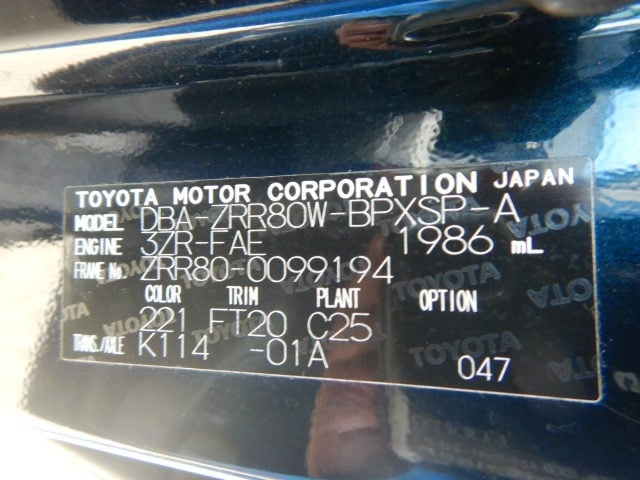 TOYOTA MOTOR CORPORATION JAPAN
MODEL DBA-ZRR80W-BPXSP-A
ENGINE 3ZR-FAE 1986 mL
FRAME No. ZRR80-0099194
COLOR TRIM PLANT OPTION
221 FT20 C25
TRANS./AXLE K114 -01A
047